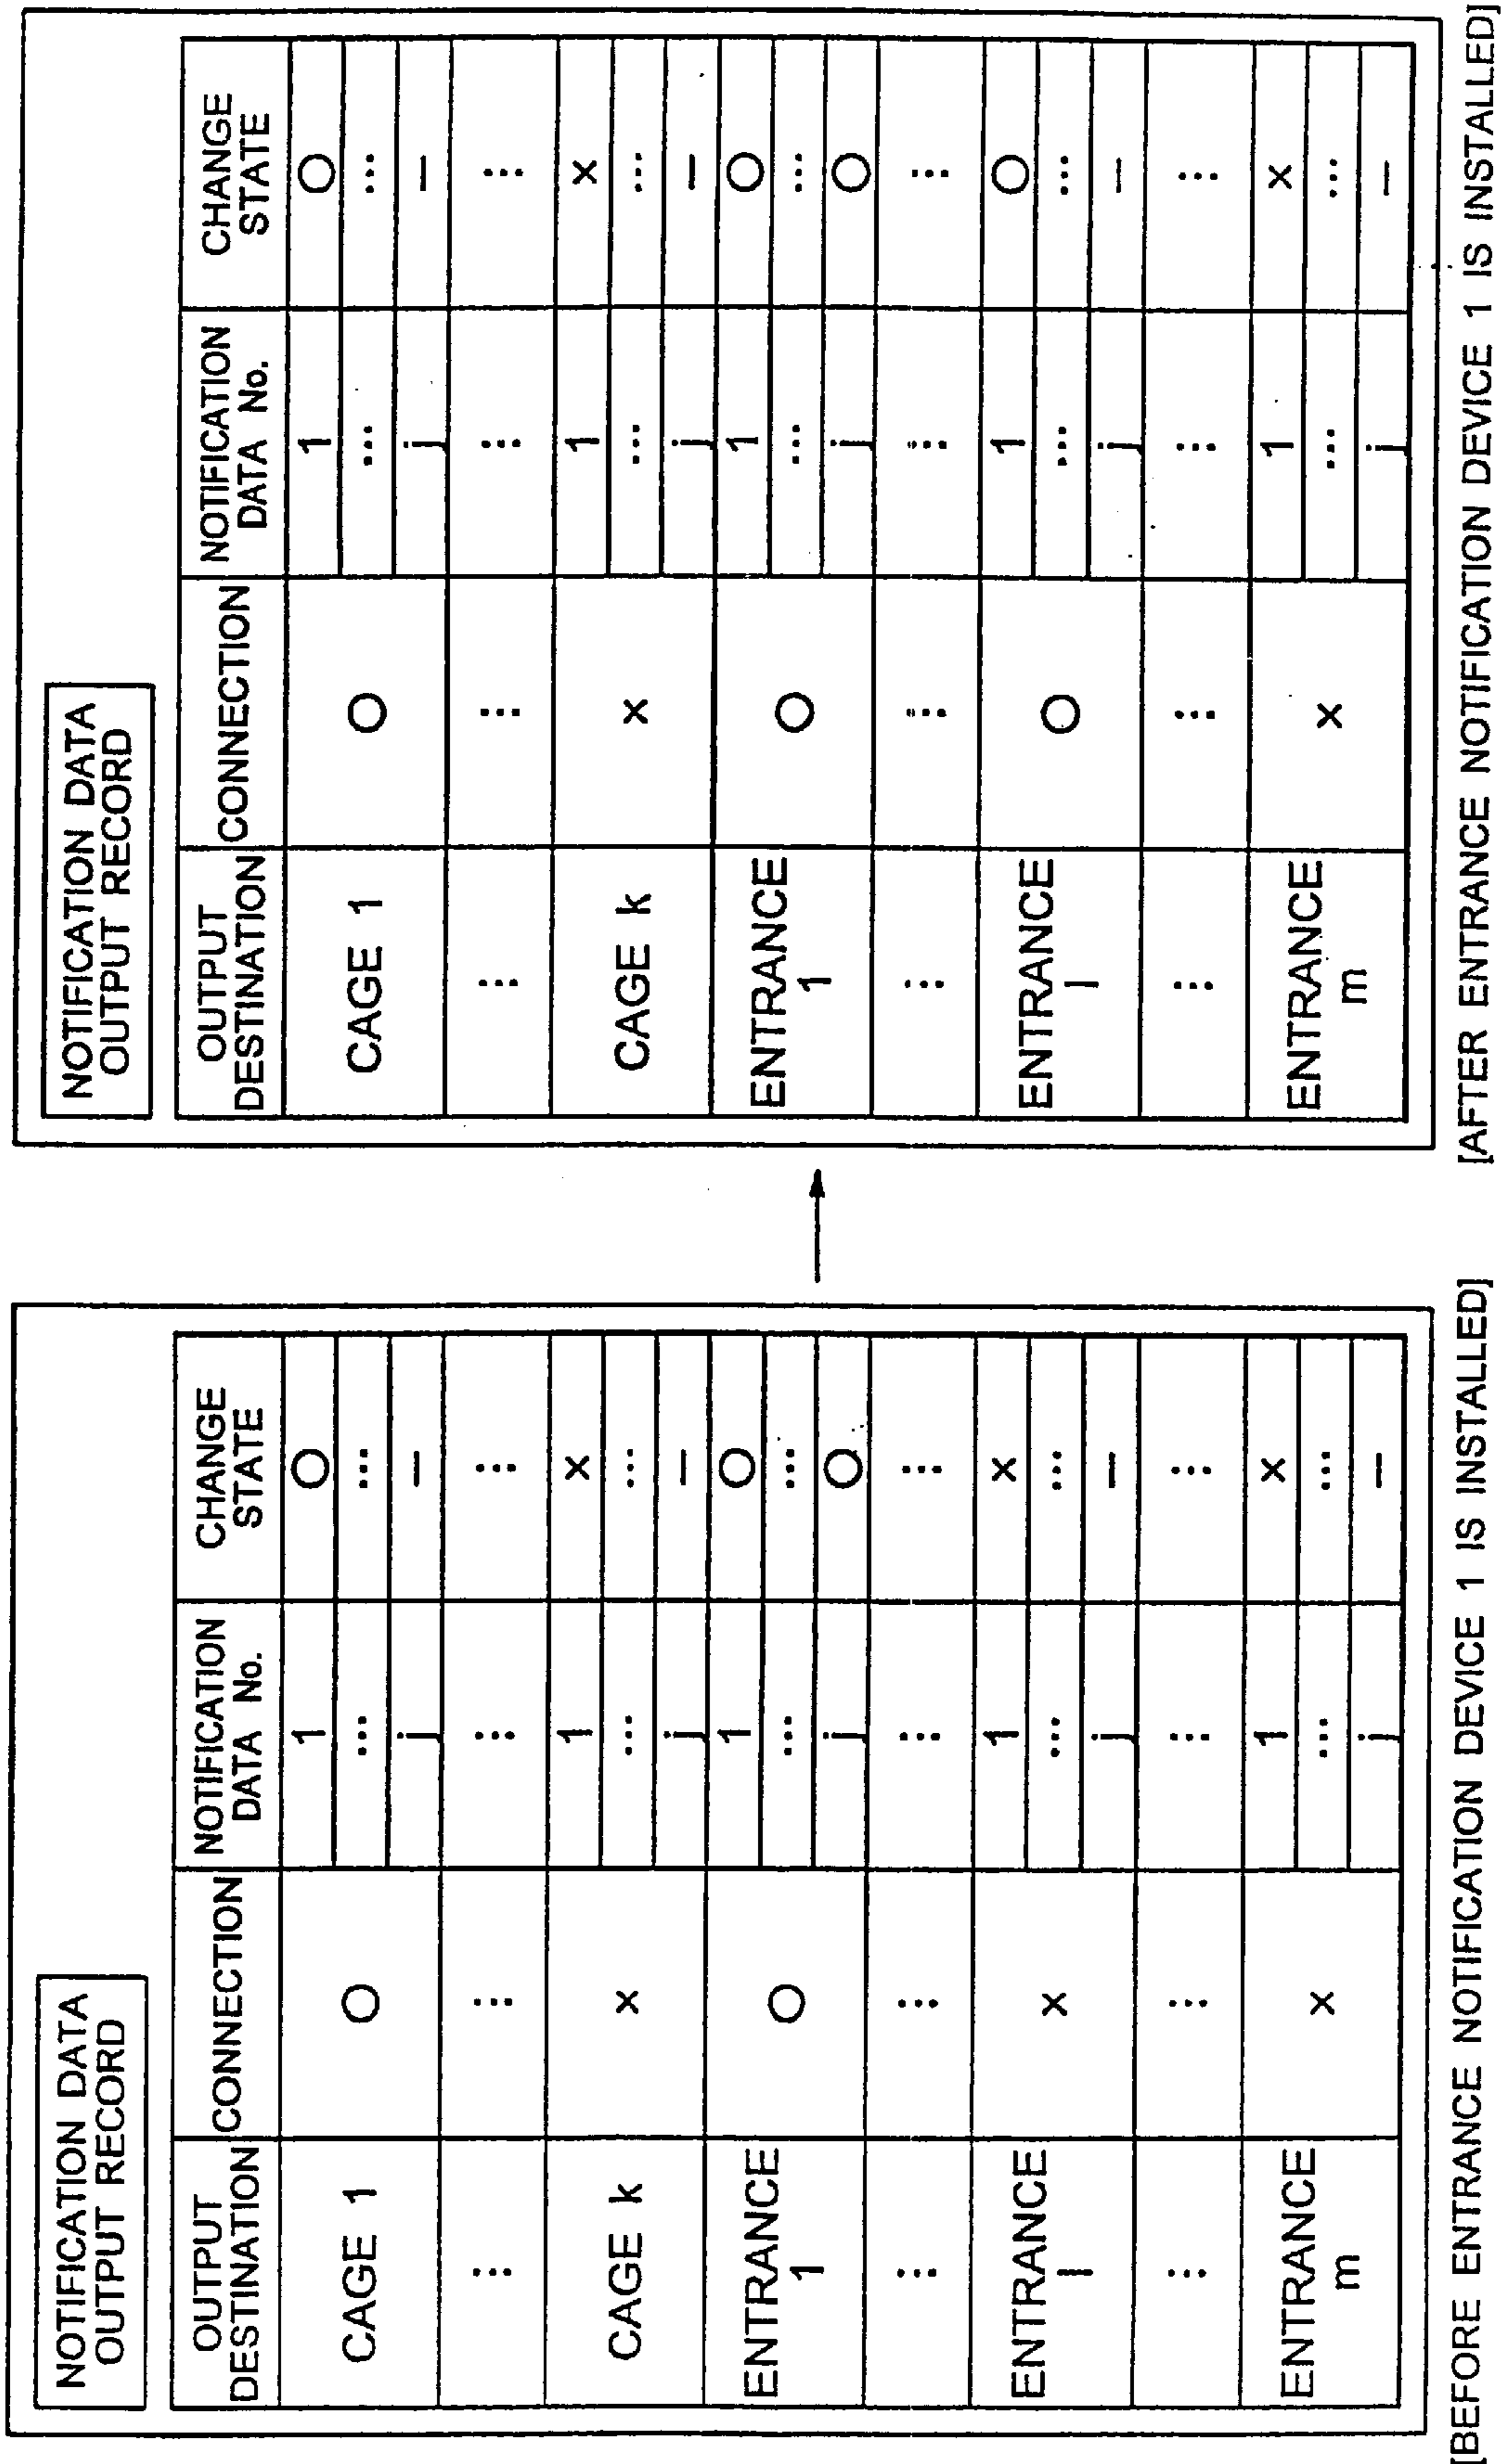 NOTIFICATION DATA
OUTPUT RECORD
OUTPUT
DESTINATION
CONNECTION
NOTIFICATION
DATA No.
CHANGE
STATE
CAGE 1 ○ 1 ○
⋮ ⋮
j –
⋮ ⋮ ⋮ ⋮
CAGE k × 1 ×
⋮ ⋮
j –
ENTRANCE
1 ○ 1 ○
⋮ ⋮
j ○
⋮ ⋮ ⋮ ⋮
ENTRANCE
l × 1 ×
⋮ ⋮
j –
⋮ ⋮ ⋮ ⋮
ENTRANCE
m × 1 ×
⋮ ⋮
j –
[BEFORE ENTRANCE NOTIFICATION DEVICE 1 IS INSTALLED]
NOTIFICATION DATA
OUTPUT RECORD
OUTPUT
DESTINATION
CONNECTION
NOTIFICATION
DATA No.
CHANGE
STATE
CAGE 1 ○ 1 ○
⋮ ⋮
j –
⋮ ⋮ ⋮ ⋮
CAGE k × 1 ×
⋮ ⋮
j –
ENTRANCE
1 ○ 1 ○
⋮ ⋮
j ○
⋮ ⋮ ⋮ ⋮
ENTRANCE
l ○ 1 ○
⋮ ⋮
j –
⋮ ⋮ ⋮ ⋮
ENTRANCE
m × 1 ×
⋮ ⋮
j –
[AFTER ENTRANCE NOTIFICATION DEVICE 1 IS INSTALLED]